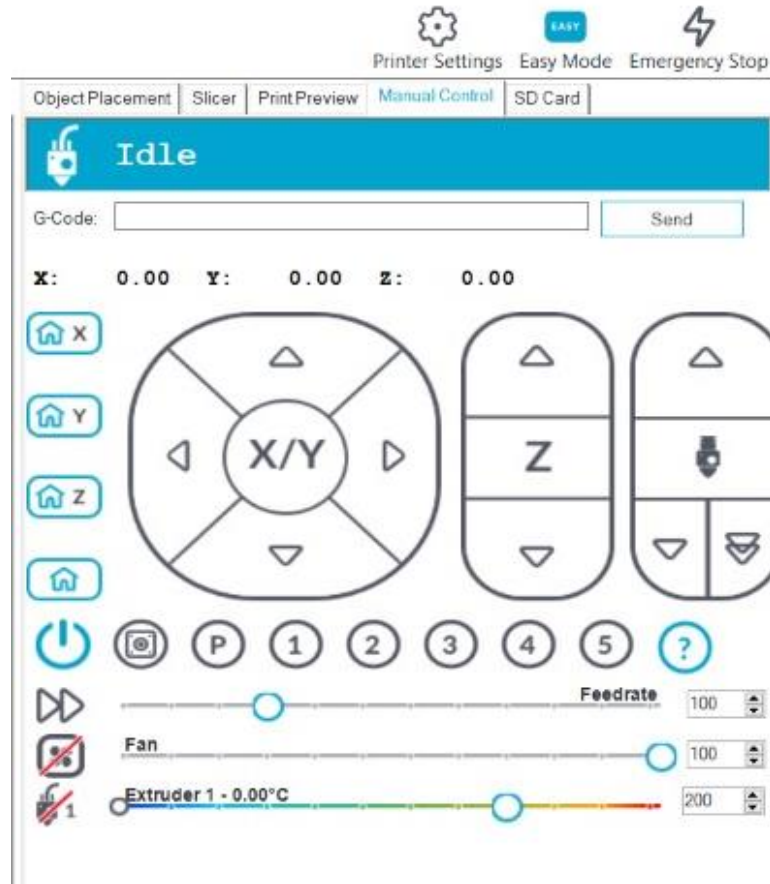 EASY
Printer Settings Easy Mode Emergency Stop
Object Placement Slicer Print Preview Manual Control SD Card
Idle
G-Code: Send
X: 0.00 Y: 0.00 Z: 0.00
X
Y
X/Y Z
Z
P 1 2 3 4 5 ?
Feedrate 100
Fan 100
1 Extruder 1 - 0.00°C 200